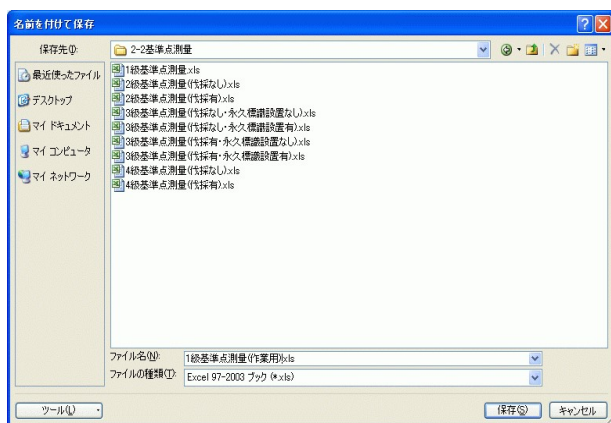 名前を付けて保存
保存先(I):
2-2基準点測量
最近使ったファイル
デスクトップ
マイ ドキュメント
マイ コンピュータ
マイ ネットワーク
1級基準点測量.xls
2級基準点測量(伐採なし).xls
2級基準点測量(伐採有).xls
3級基準点測量(伐採なし・永久標識設置なし).xls
3級基準点測量(伐採なし・永久標識設置有).xls
3級基準点測量(伐採有・永久標識設置なし).xls
3級基準点測量(伐採有・永久標識設置有).xls
4級基準点測量(伐採なし).xls
4級基準点測量(伐採有).xls
ファイル名(N):
1級基準点測量(作業用).xls
ファイルの種類(T):
Excel 97-2003 ブック (*.xls)
ツール(L)
保存(S)
キャンセル